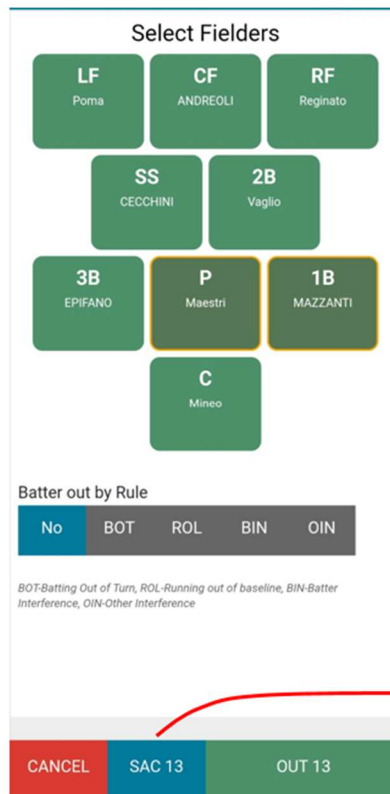 Select Fielders
LF CF RF
Poma ANDREOLI Reginato
SS 2B
CECCHINI Vaglio
3B P 1B
EPIFANO Maestri MAZZANTI
C
Mineo
Batter out by Rule
No BOT ROL BIN OIN
BOT-Batting Out of Turn, ROL-Running out of baseline, BIN-Batter
Interference, OIN-Other Interference
CANCEL SAC 13 OUT 13